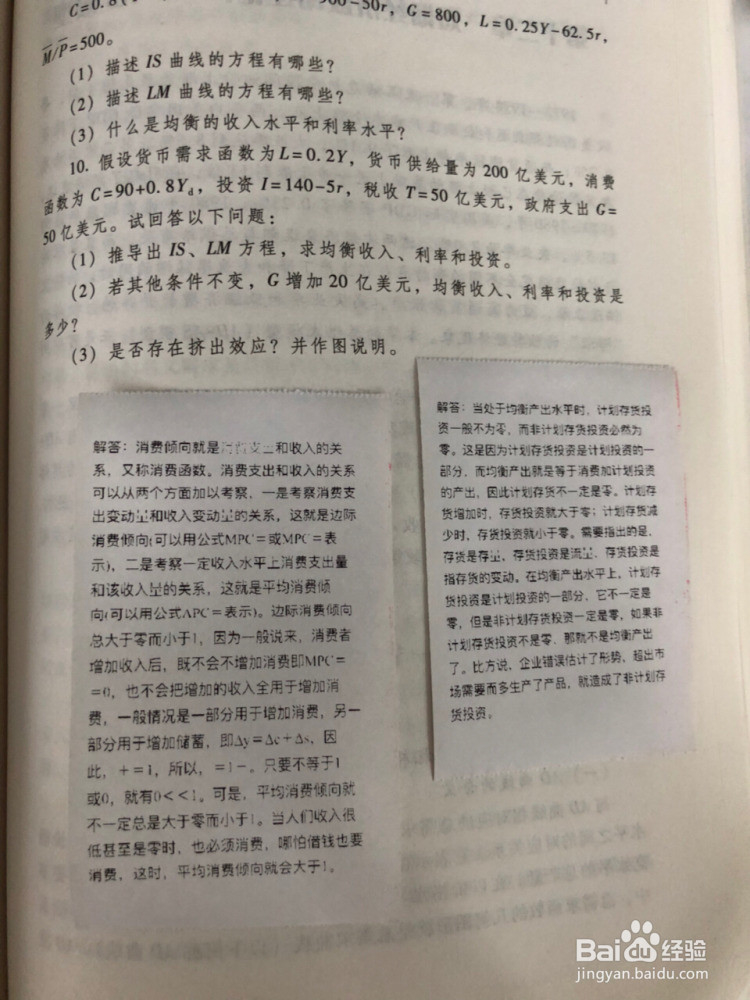 C=0.8(
900-50r，G=800，L=0.25Y-62.5r，
M/P=500。
(1) 描述 IS 曲线的方程有哪些?
(2) 描述 LM 曲线的方程有哪些?
(3) 什么是均衡的收入水平和利率水平?
10. 假设货币需求函数为L=0.2Y，货币供给量为 200 亿美元，消费
函数为 C=90+0.8Yd，投资 I=140-5r，税收 T=50 亿美元，政府支出 G=
50 亿美元。试回答以下问题：
(1) 推导出 IS、LM 方程，求均衡收入、利率和投资。
(2) 若其他条件不变，G 增加 20 亿美元，均衡收入、利率和投资是
多少?
(3) 是否存在挤出效应？并作图说明。
解答：消费倾向就是消费支出和收入的关
系，又称消费函数。消费支出和收入的关系
可以从两个方面加以考察，一是考察消费支
出变动量和收入变动量的关系，这就是边际
消费倾向(可以用公式MPC=或MPC=表
示)，二是考察一定收入水平上消费支出量
和该收入量的关系，这就是平均消费倾
向(可以用公式APC=表示)。边际消费倾向
总大于零而小于1，因为一般说来，消费者
增加收入后，既不会不增加消费即MPC=
=0，也不会把增加的收入全用于增加消
费，一般情况是一部分用于增加消费，另一
部分用于增加储蓄，即Δy=Δc+Δs，因
此，+=1，所以，=1-。只要不等于1
或0，就有0<<1。可是，平均消费倾向就
不一定总是大于零而小于1。当人们收入很
低甚至是零时，也必须消费，哪怕借钱也要
消费，这时，平均消费倾向就会大于1。
解答：当处于均衡产出水平时，计划存货投
资一般不为零，而非计划存货投资必然为
零。这是因为计划存货投资是计划投资的一
部分，而均衡产出就是等于消费加计划投资
的产出，因此计划存货不一定是零。计划存
货增加时，存货投资就大于零；计划存货减
少时，存货投资就小于零。需要指出的是，
存货是存量，存货投资是流量，存货投资是
指存货的变动。在均衡产出水平上，计划存
货投资是计划投资的一部分，它不一定是
零，但是非计划存货投资一定是零，如果非
计划存货投资不是零，那就不是均衡产出
了。比方说，企业错误估计了形势，超出市
场需要而多生产了产品，就造成了非计划存
货投资。
Baidu经验
jingyan.baidu.com